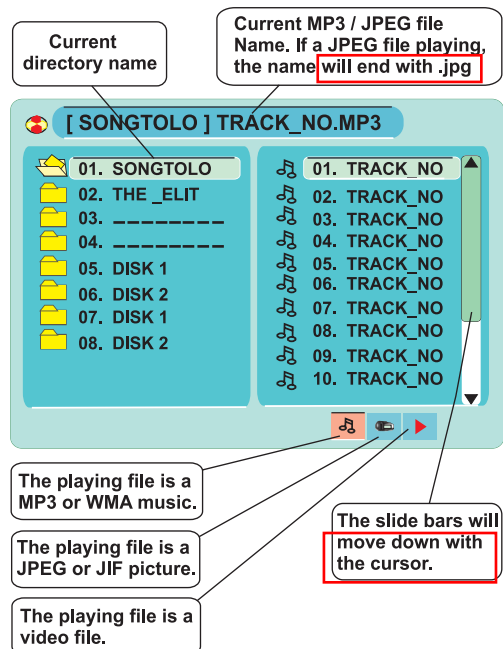 Current
directory name
Current MP3 / JPEG file
Name. If a JPEG file playing,
the name will end with .jpg
[ SONGTOLO ] TRACK_NO.MP3
01. SONGTOLO
02. THE _ELIT
03. _ _ _ _ _ _ _ _ _
04. _ _ _ _ _ _ _ _ _
05. DISK 1
06. DISK 2
07. DISK 1
08. DISK 2
01. TRACK_NO
02. TRACK_NO
03. TRACK_NO
04. TRACK_NO
05. TRACK_NO
06. TRACK_NO
07. TRACK_NO
08. TRACK_NO
09. TRACK_NO
10. TRACK_NO
The playing file is a
MP3 or WMA music.
The playing file is a
JPEG or JIF picture.
The playing file is a
video file.
The slide bars will
move down with
the cursor.